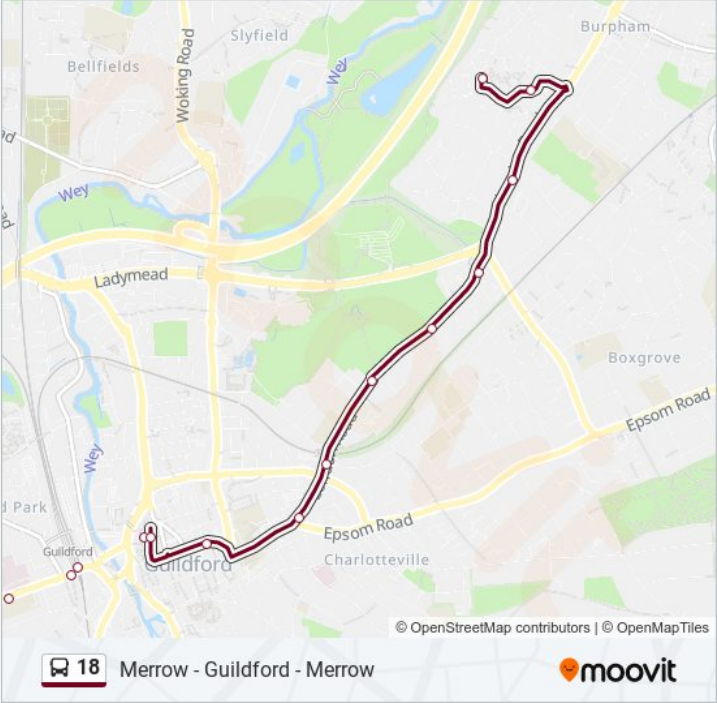 Burpham
Slyfield
Woking Road
Bellfields
Wey
Wey
Ladymead
Boxgrove
Epsom Road
Wey
d Park
Epsom Road
Guildford
Charlotteville
Guildford
© OpenStreetMap contributors | © OpenMapTiles
18 Merrow - Guildford - Merrow
moovit